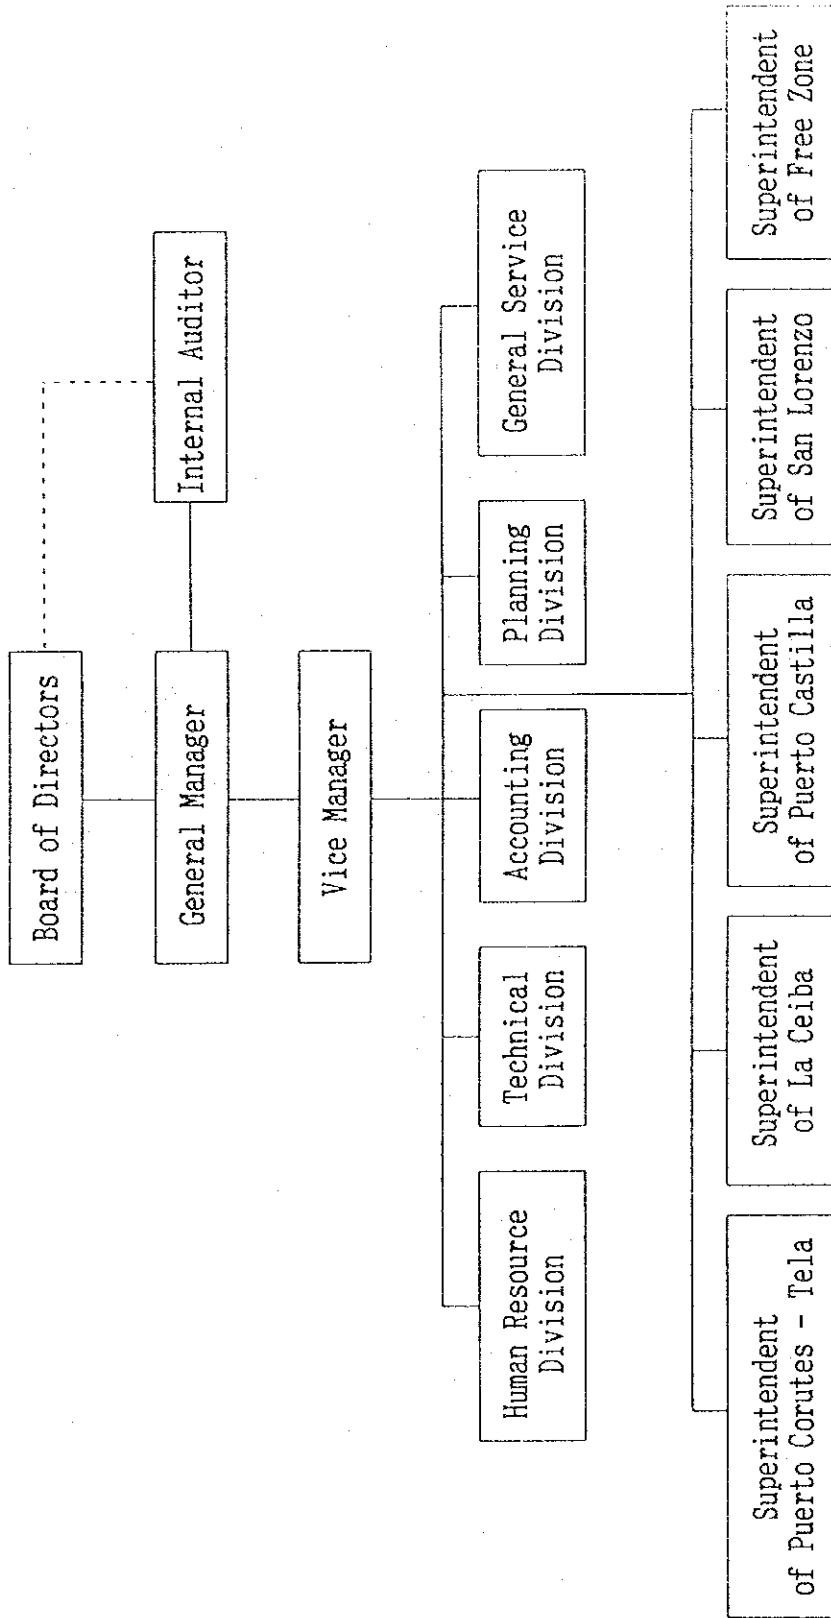 Board of Directors
General Manager
Internal Auditor
Vice Manager
Human Resource
Division
Technical
Division
Accounting
Division
Planning
Division
General Service
Division
Superintendent
of Puerto Corutes - Tela
Superintendent
of La Ceiba
Superintendent
of Puerto Castilla
Superintendent
of San Lorenzo
Superintendent
of Free Zone